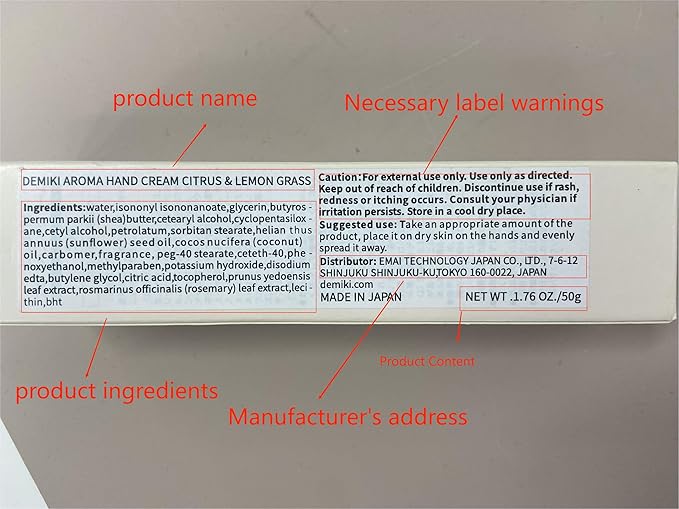 product name
Necessary label warnings
DEMIKI AROMA HAND CREAM CITRUS & LEMON GRASS
Ingredients:water,isononyl isononanoate,glycerin,butyros -
permum parkii (shea)butter,cetearyl alcohol,cyclopentasilox -
ane,cetyl alcohol,petrolatum,sorbitan stearate,helian thus
annuus (sunflower) seed oil,cocos nucifera (coconut)
oil,carbomer,fragrance, peg-40 stearate,ceteth-40,phe -
noxyethanol,methylparaben,potassium hydroxide,disodium
edta,butylene glycol,citric acid,tocopherol,prunus yedoensis
leaf extract,rosmarinus officinalis (rosemary) leaf extract,leci -
thin,bht
Caution:For external use only. Use only as directed.
Keep out of reach of children. Discontinue use if rash,
redness or itching occurs. Consult your physician if
irritation persists. Store in a cool dry place.
Suggested use: Take an appropriate amount of the
product, place it on dry skin on the hands and evenly
spread it away.
Distributor: EMAI TECHNOLOGY JAPAN CO., LTD., 7-6-12
SHINJUKU SHINJUKU-KU,TOKYO 160-0022, JAPAN
demiki.com
MADE IN JAPAN
NET WT .1.76 OZ./50g
Product Content
product ingredients
Manufacturer's address